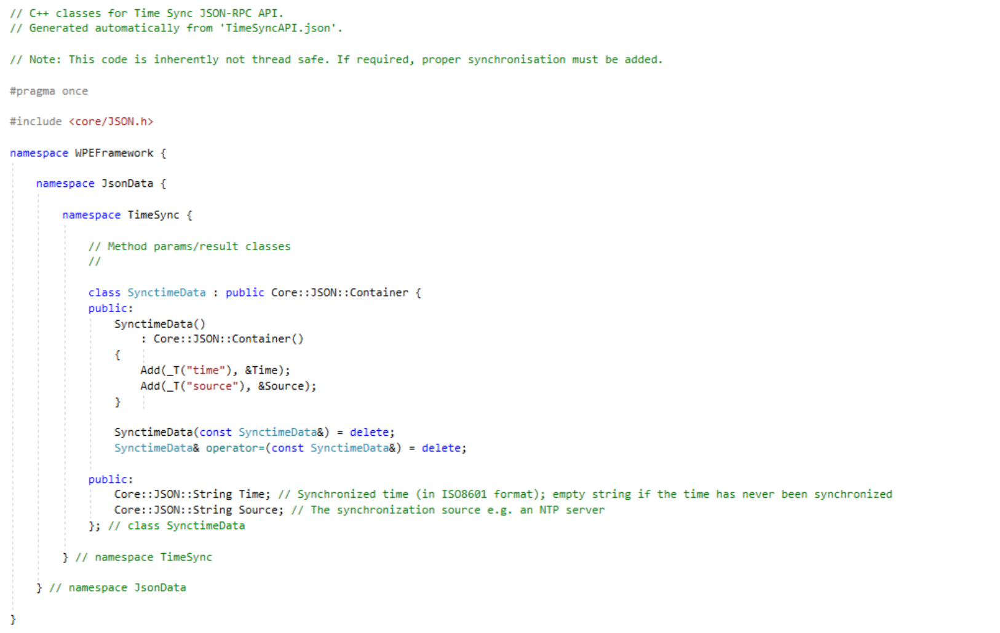 // C++ classes for Time Sync JSON-RPC API.
// Generated automatically from 'TimeSyncAPI.json'.
// Note: This code is inherently not thread safe. If required, proper synchronisation must be added.
#pragma once
#include <core/JSON.h>
namespace WPEFramework {
namespace JsonData {
namespace TimeSync {
// Method params/result classes
//
class SynctimeData : public Core::JSON::Container {
public:
SynctimeData()
: Core::JSON::Container()
{
Add(_T("time"), &Time);
Add(_T("source"), &Source);
}
SynctimeData(const SynctimeData&) = delete;
SynctimeData& operator=(const SynctimeData&) = delete;
public:
Core::JSON::String Time; // Synchronized time (in ISO8601 format); empty string if the time has never been synchronized
Core::JSON::String Source; // The synchronization source e.g. an NTP server
}; // class SynctimeData
} // namespace TimeSync
} // namespace JsonData
}